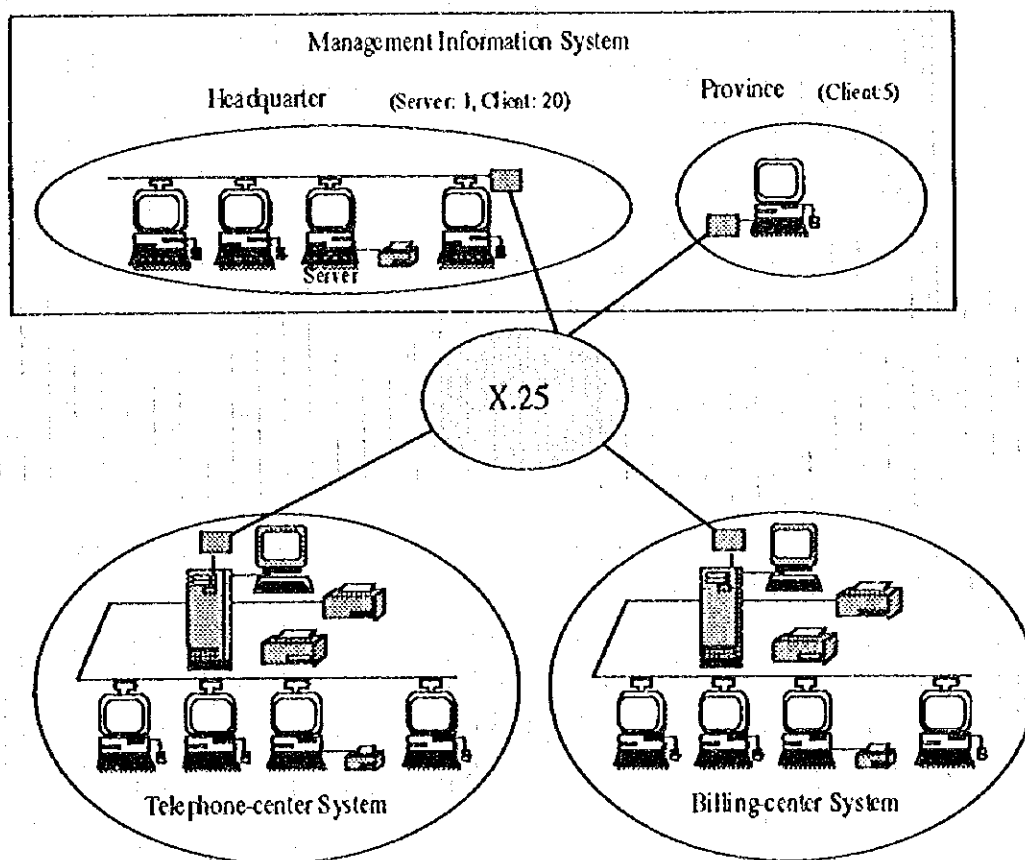 Management Information System
Headquarter (Server: 1, Client: 20)
Province (Client:5)
Server
X.25
Telephone-center System
Billing-center System